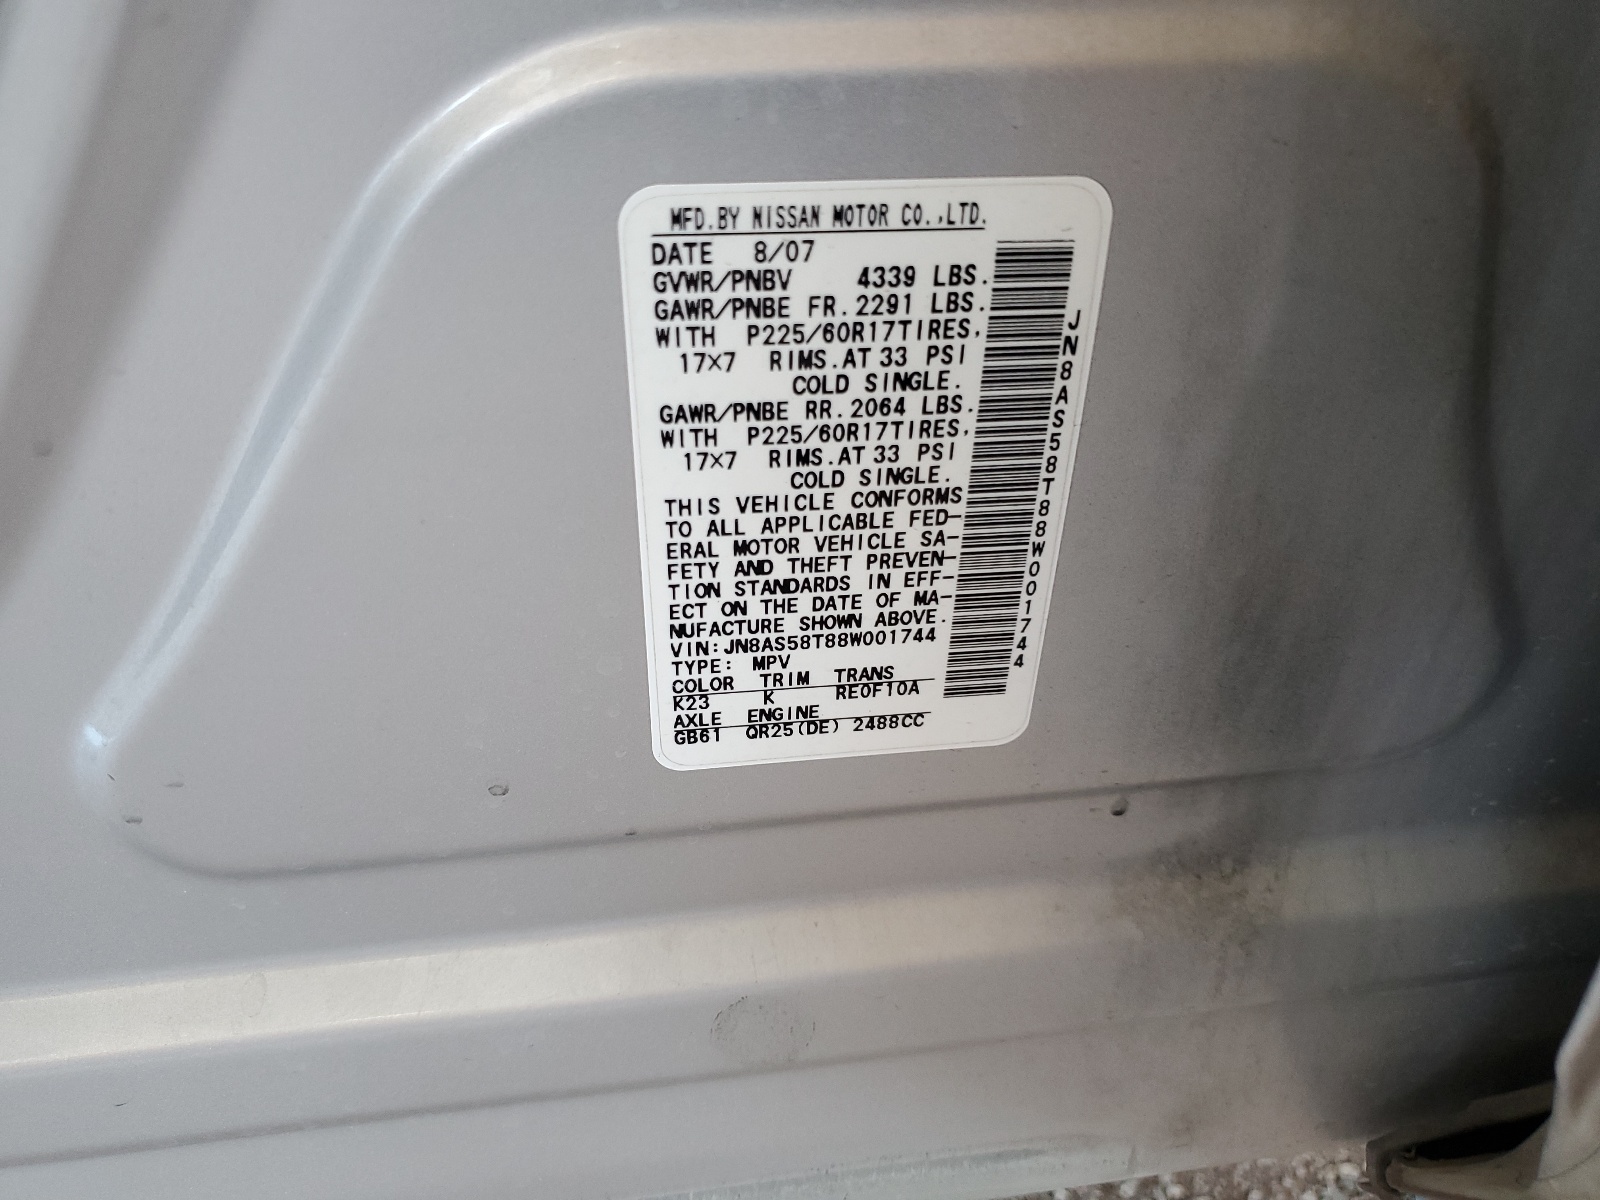 MFD.BY NISSAN MOTOR CO.,LTD.
DATE 8/07
GVWR/PNBV 4339 LBS.
GAWR/PNBE FR.2291 LBS.
WITH P225/60R17TIRES,
17×7 RIMS.AT 33 PSI
COLD SINGLE.
GAWR/PNBE RR.2064 LBS.
WITH P225/60R17TIRES,
17×7 RIMS.AT 33 PSI
COLD SINGLE.
THIS VEHICLE CONFORMS
TO ALL APPLICABLE FED-
ERAL MOTOR VEHICLE SA-
FETY AND THEFT PREVEN-
TION STANDARDS IN EFF-
ECT ON THE DATE OF MA-
NUFACTURE SHOWN ABOVE.
VIN:JN8AS58T88W001744
TYPE: MPV
COLOR TRIM TRANS
K23 K RE0F10A
AXLE ENGINE
GB61 QR25(DE) 2488CC
JN8AS58T88W001744